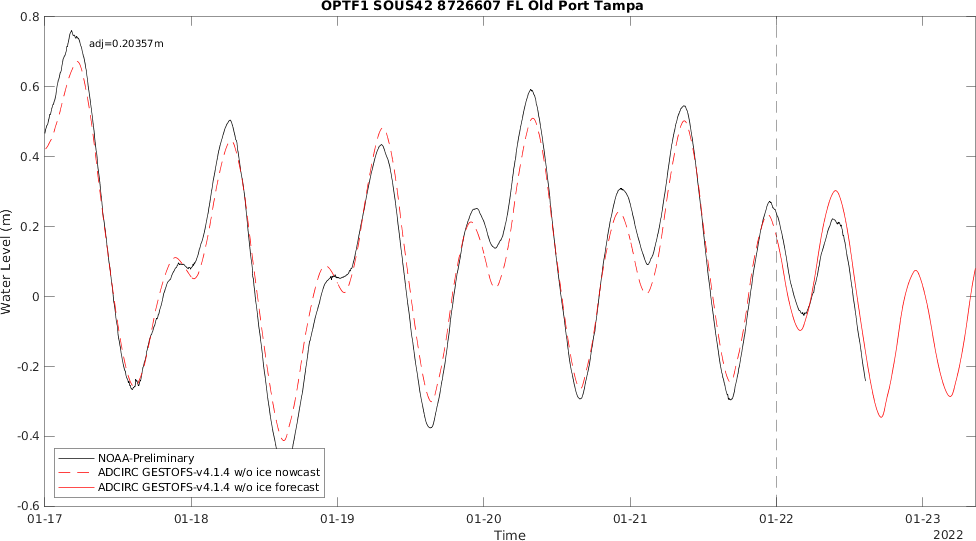 OPTF1 SOUS42 8726607 FL Old Port Tampa
adj=0.20357m
0.8
0.6
0.4
0.2
0
-0.2
-0.4
-0.6
Water Level (m)
NOAA-Preliminary
ADCIRC GESTOFS-v4.1.4 w/o ice nowcast
ADCIRC GESTOFS-v4.1.4 w/o ice forecast
01-17 01-18 01-19 01-20 01-21 01-22 01-23
Time
2022